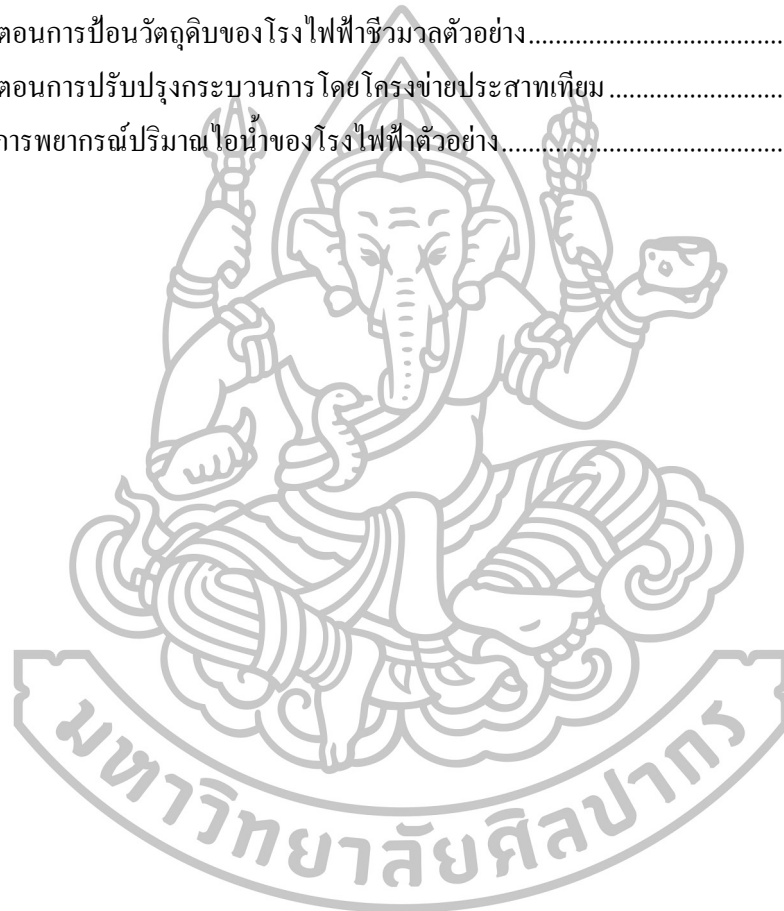 ตอนการป้อนวัตถุดิบของโรงไฟฟ้าชีวมวลตัวอย่าง
ตอนการปรับปรุงกระบวนการโดยโครงข่ายประสาทเทียม
การพยากรณ์ปริมาณไอน้ำของโรงไฟฟ้าตัวอย่าง
มหาวิทยาลัยศิลปากร